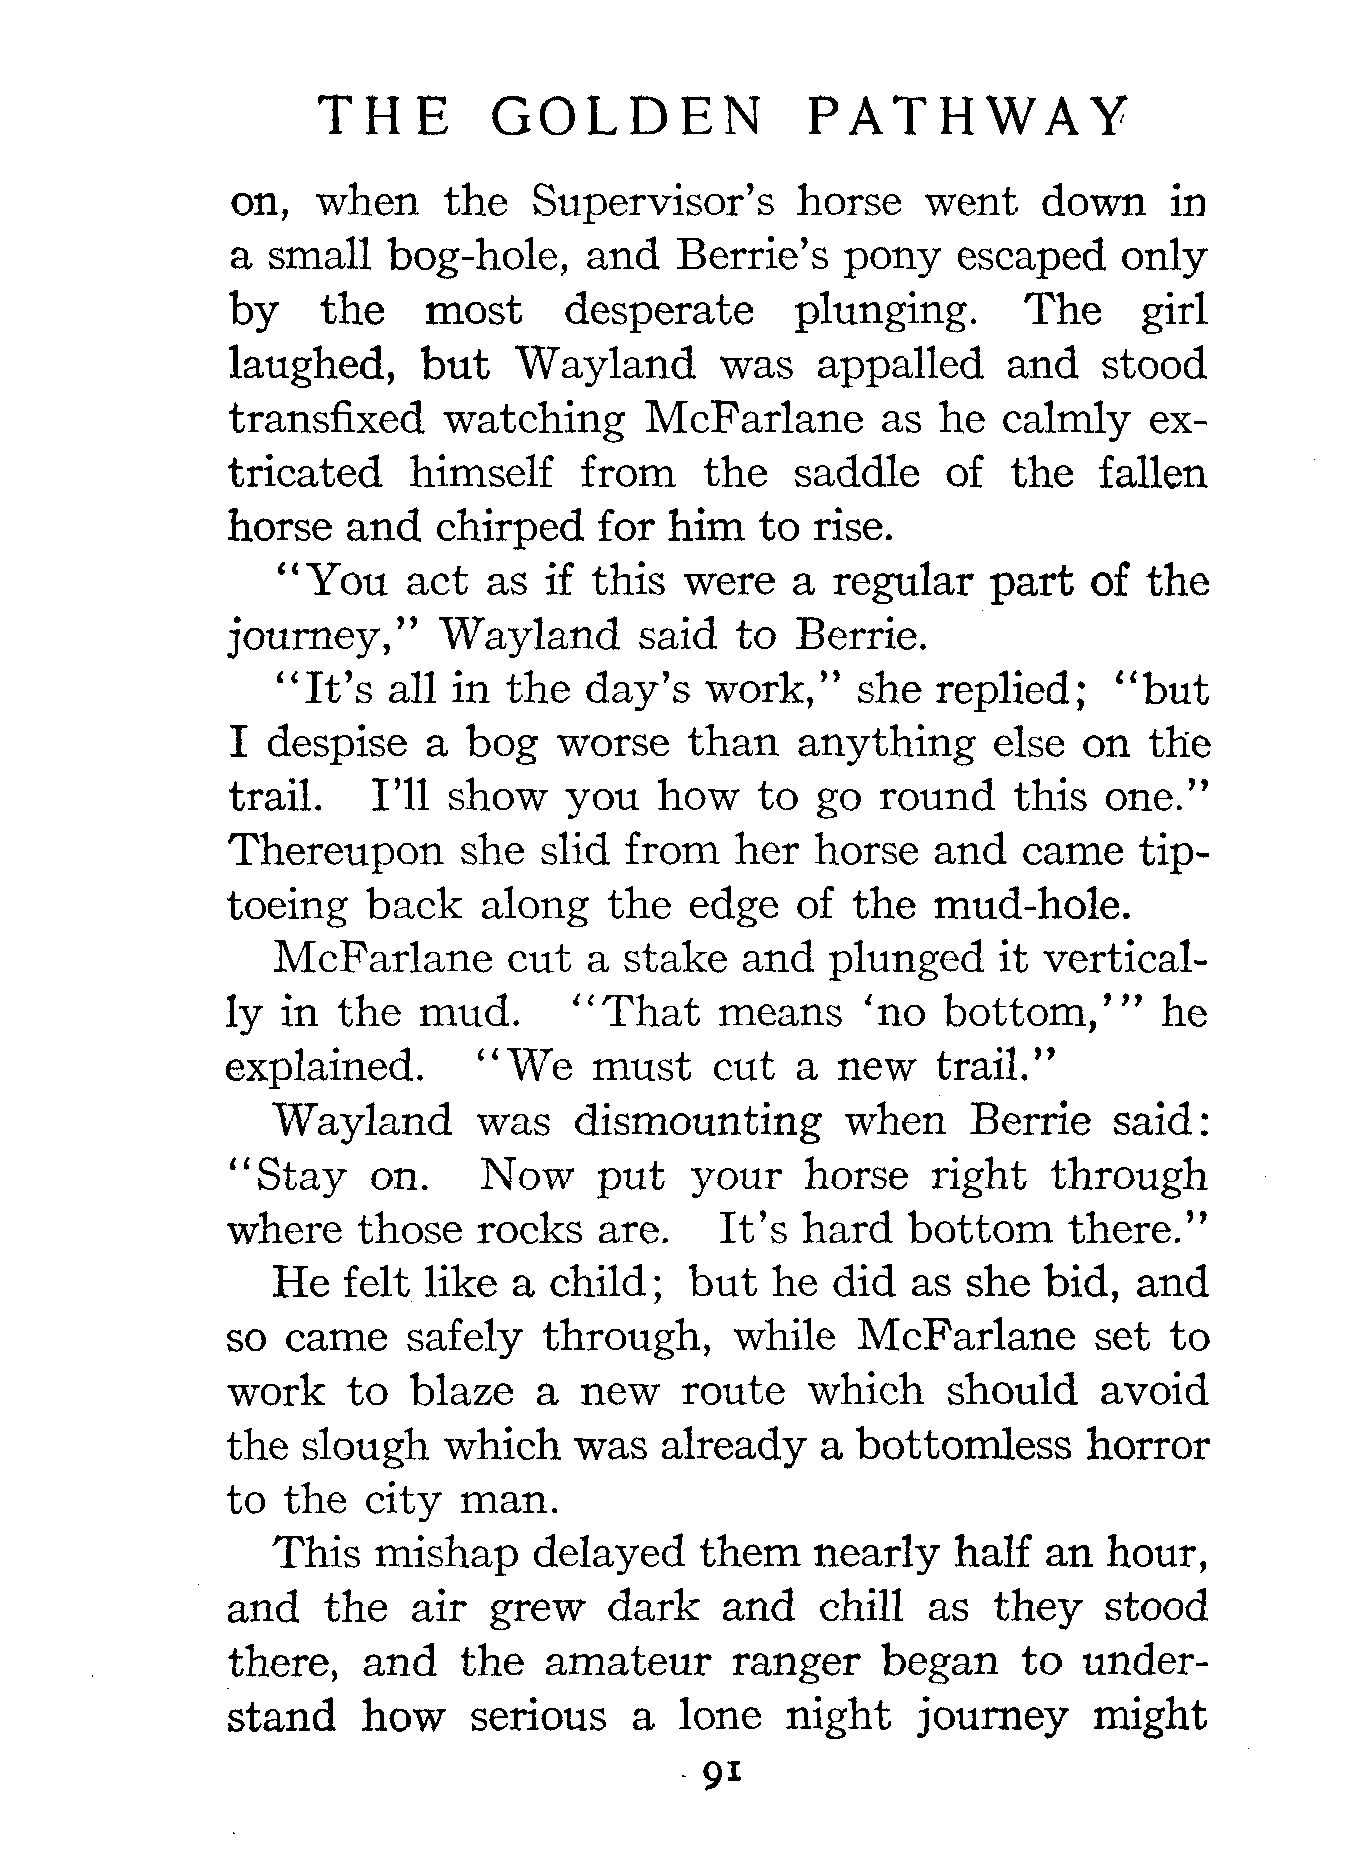 THE GOLDEN PATHWAY
on, when the Supervisor's horse went down in
a small bog-hole, and Berrie's pony escaped only
by the most desperate plunging. The girl
laughed, but Wayland was appalled and stood
transfixed watching McFarlane as he calmly ex-
tricated himself from the saddle of the fallen
horse and chirped for him to rise.
"You act as if this were a regular part of the
journey," Wayland said to Berrie.
"It's all in the day's work," she replied; "but
I despise a bog worse than anything else on the
trail. I'll show you how to go round this one."
Thereupon she slid from her horse and came tip-
toeing back along the edge of the mud-hole.
McFarlane cut a stake and plunged it vertical-
ly in the mud. "That means 'no bottom,'" he
explained. "We must cut a new trail."
Wayland was dismounting when Berrie said:
"Stay on. Now put your horse right through
where those rocks are. It's hard bottom there."
He felt like a child; but he did as she bid, and
so came safely through, while McFarlane set to
work to blaze a new route which should avoid
the slough which was already a bottomless horror
to the city man.
This mishap delayed them nearly half an hour,
and the air grew dark and chill as they stood
there, and the amateur ranger began to under-
stand how serious a lone night journey might
91